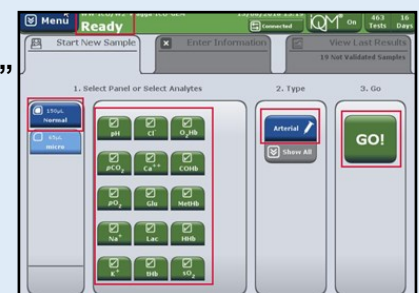 ”
Menu
Ready
Connected
iQM² on
463 Tests
16 Days
Start New Sample
Enter Information
View Last Results
19 Not Validated Samples
1. Select Panel or Select Analytes
2. Type
3. Go
150µL
Normal
65µL
micro
pH Cl⁻ O₂Hb
pCO₂ Ca⁺⁺ COHb
pO₂ Glu MetHb
Na⁺ Lac HHb
K⁺ tHb sO₂
Arterial
Show All
GO!